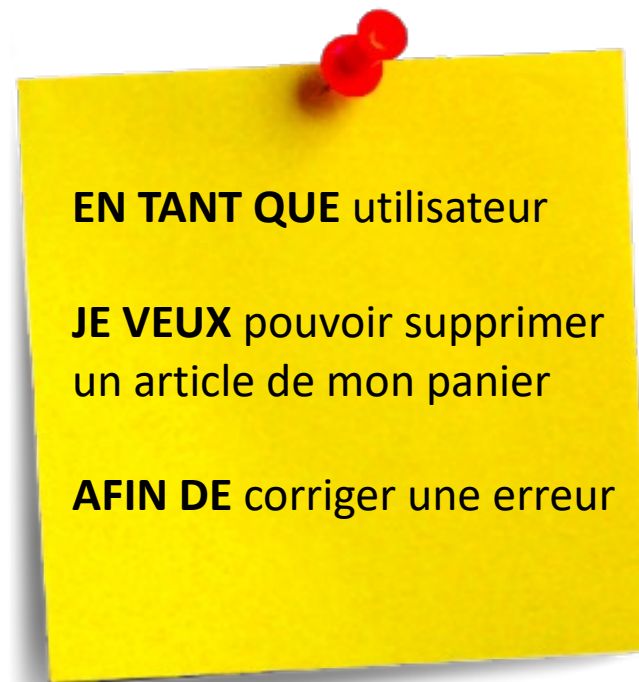 EN TANT QUE utilisateur
JE VEUX pouvoir supprimer
un article de mon panier
AFIN DE corriger une erreur